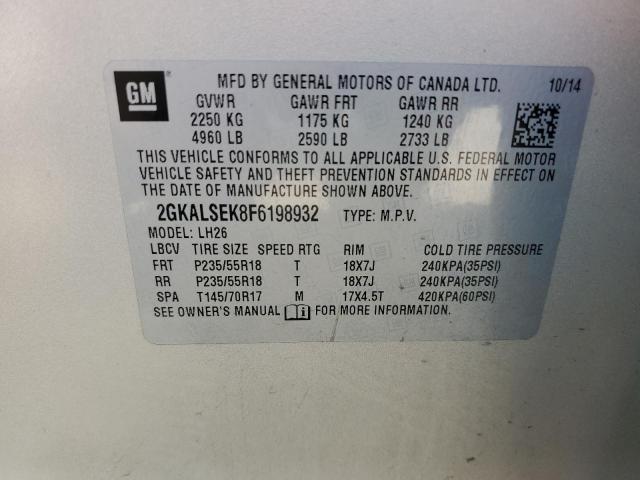 GM
MFD BY GENERAL MOTORS OF CANADA LTD. 10/14
GVWR GAWR FRT GAWR RR
2250 KG 1175 KG 1240 KG
4960 LB 2590 LB 2733 LB
THIS VEHICLE CONFORMS TO ALL APPLICABLE U.S. FEDERAL MOTOR
VEHICLE SAFETY AND THEFT PREVENTION STANDARDS IN EFFECT ON
THE DATE OF MANUFACTURE SHOWN ABOVE.
2GKALSEK8F6198932 TYPE: M.P.V.
MODEL: LH26
LBCV TIRE SIZE SPEED RTG RIM COLD TIRE PRESSURE
FRT P235/55R18 T 18X7J 240KPA(35PSI)
RR P235/55R18 T 18X7J 240KPA(35PSI)
SPA T145/70R17 M 17X4.5T 420KPA(60PSI)
SEE OWNER'S MANUAL i FOR MORE INFORMATION